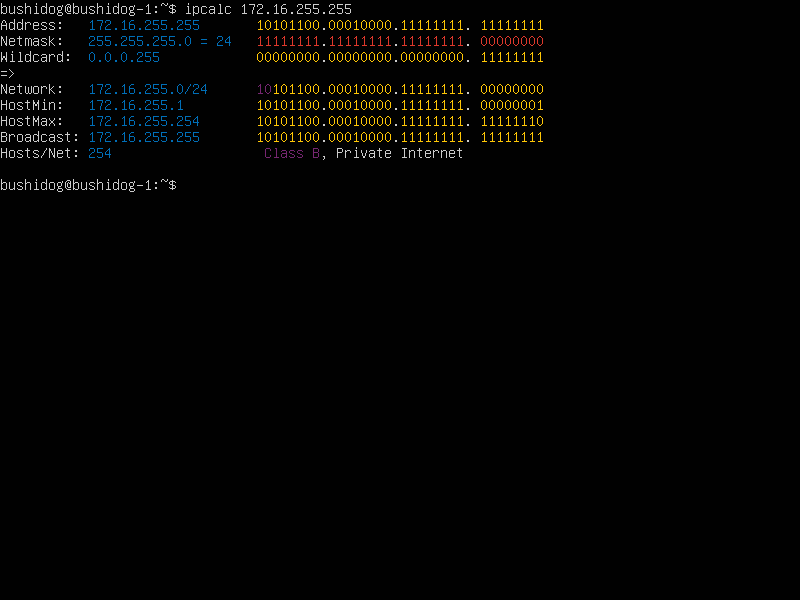 bushidog@bushidog-1:~$ ipcalc 172.16.255.255
Address:   172.16.255.255       10101100.00010000.11111111. 11111111
Netmask:   255.255.255.0 = 24   11111111.11111111.11111111. 00000000
Wildcard:  0.0.0.255            00000000.00000000.00000000. 11111111
=>
Network:   172.16.255.0/24      10101100.00010000.11111111. 00000000
HostMin:   172.16.255.1         10101100.00010000.11111111. 00000001
HostMax:   172.16.255.254       10101100.00010000.11111111. 11111110
Broadcast: 172.16.255.255       10101100.00010000.11111111. 11111111
Hosts/Net: 254                   Class B, Private Internet
bushidog@bushidog-1:~$